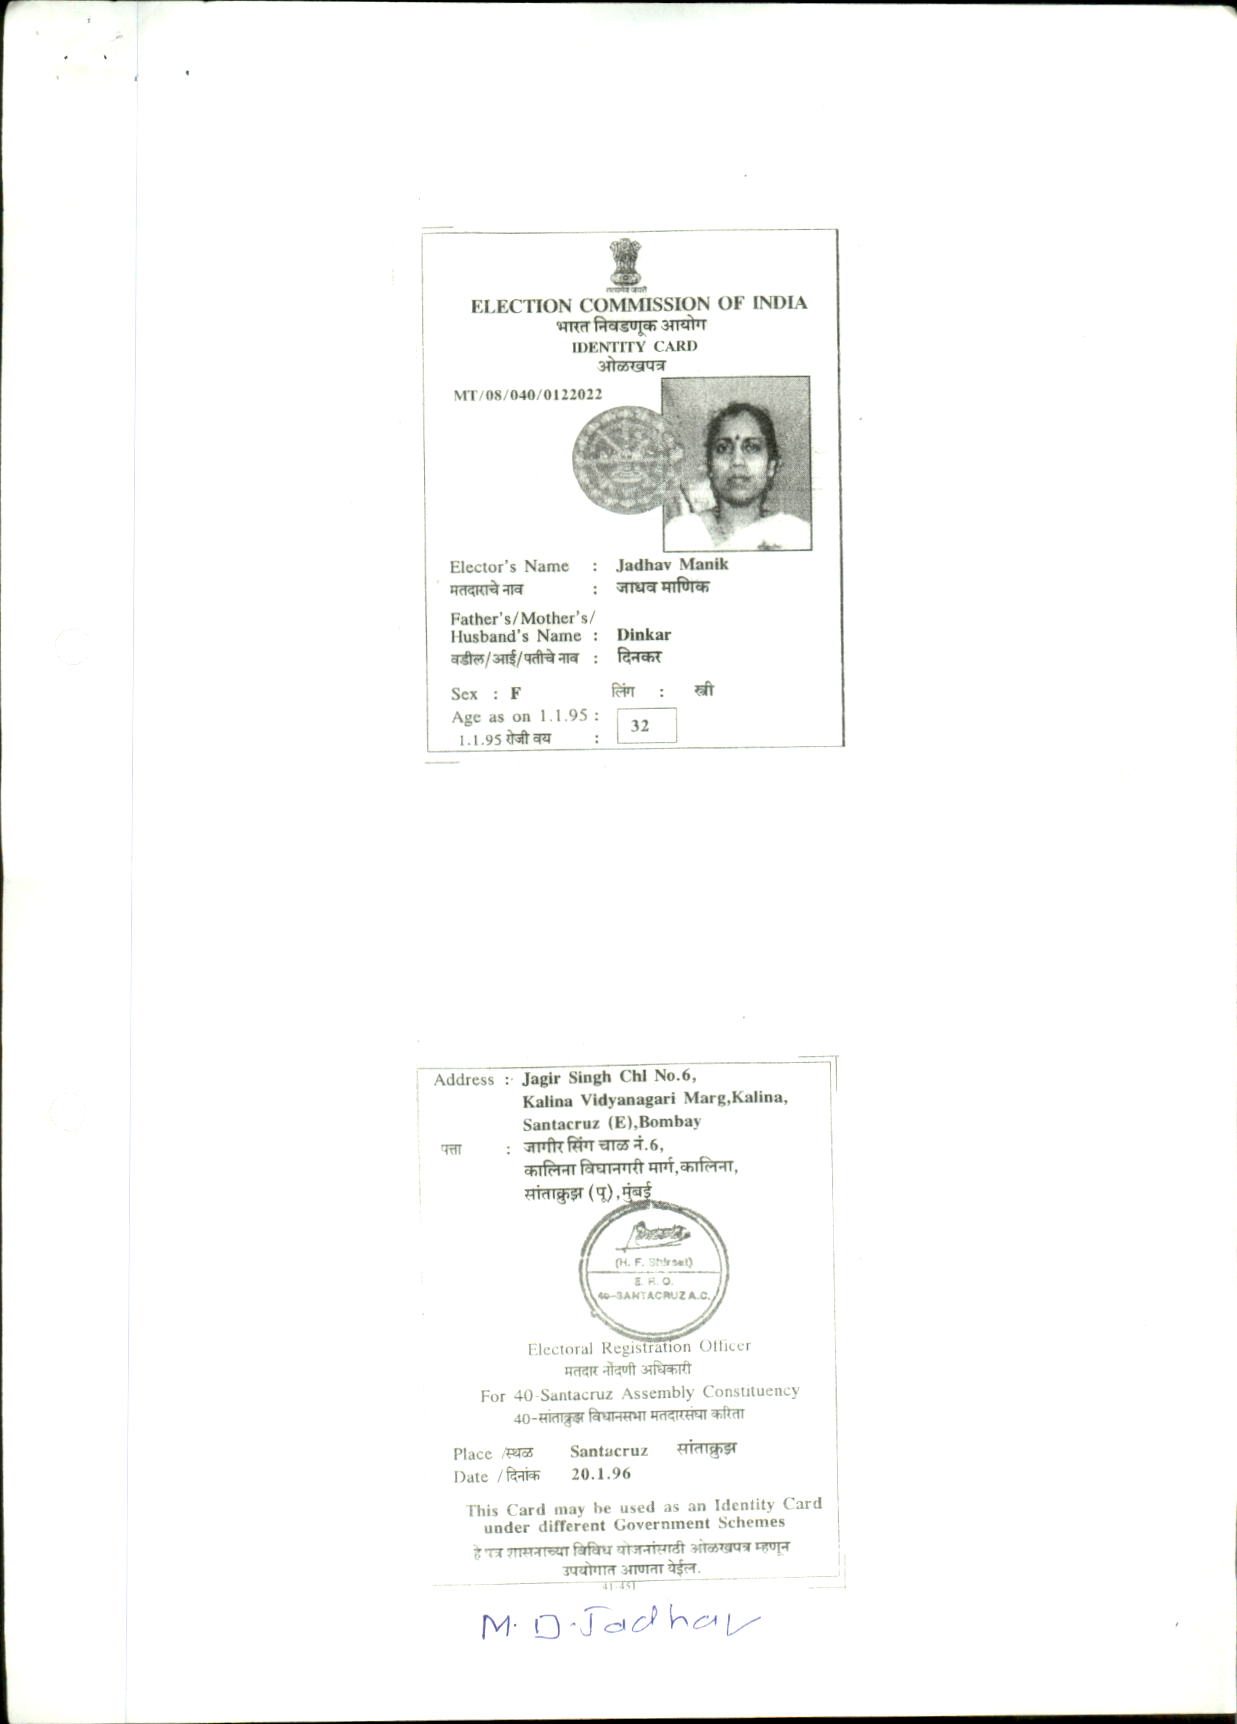 सत्यमेव जयते
ELECTION COMMISSION OF INDIA
भारत निवडणूक आयोग
IDENTITY CARD
ओळखपत्र
MT/08/040/0122022
Elector's Name : Jadhav Manik
मतदाराचे नाव : जाधव माणिक
Father's/Mother's/
Husband's Name : Dinkar
वडील/आई/पतीचे नाव : दिनकर
Sex : F लिंग : स्त्री
Age as on 1.1.95 : 32
1.1.95 रोजी वय :
Address : Jagir Singh Chl No.6,
Kalina Vidyanagari Marg,Kalina,
Santacruz (E),Bombay
पत्ता : जागीर सिंग चाळ नं.6,
कालिना विघानगरी मार्ग,कालिना,
सांताक्रुझ (पू),मुंबई
(H. F. Shirsat)
E. R. O.
40-SANTACRUZ A.C.
Electoral Registration Officer
मतदार नोंदणी अधिकारी
For 40-Santacruz Assembly Constituency
40-सांताक्रुझ विधानसभा मतदारसंघा करिता
Place /स्थळ Santacruz सांताक्रुझ
Date /दिनांक 20.1.96
This Card may be used as an Identity Card
under different Government Schemes
हे पत्र शासनाच्या विविध योजनांसाठी ओळखपत्र म्हणून
उपयोगात आणता येईल.
M. D. Jadhav